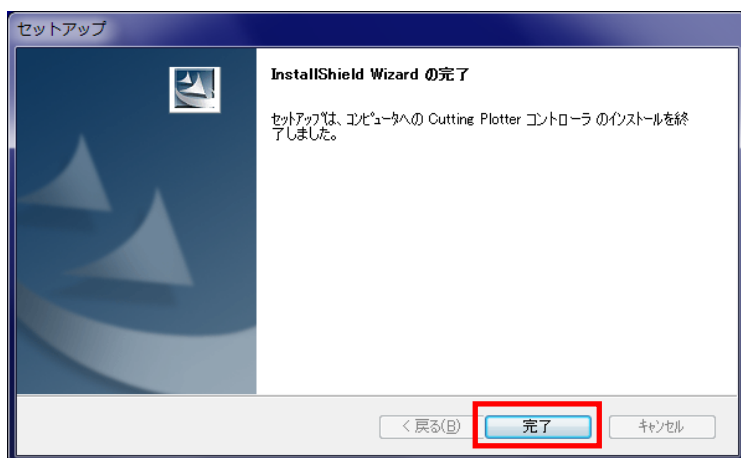 セットアップ
InstallShield Wizard の完了
セットアップは、コンピュータへの Cutting Plotter コントローラ のインストールを終
了しました。
< 戻る(B)
完了
キャンセル